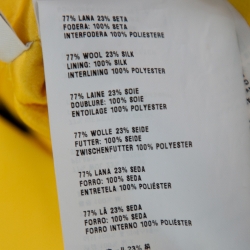 77% LANA 23% SETA
FODERA: 100% SETA
INTERFODERA 100% POLIESTERE
77% WOOL 23% SILK
LINING: 100% SILK
INTERLINING 100% POLYESTER
77% LAINE 23% SOIE
DOUBLURE: 100% SOIE
ENTOILAGE 100% POLYESTER
77% WOLLE 23% SEIDE
FUTTER: 100% SEIDE
ZWISCHENFUTTER 100% POLYESTER
77% LANA 23% SEDA
FORRO: 100% SEDA
ENTRETELA 100% POLIÉSTER
77% LÃ 23% SEDA
FORRO: 100% SEDA
FORRO INTERNO 100% POLIÉSTER